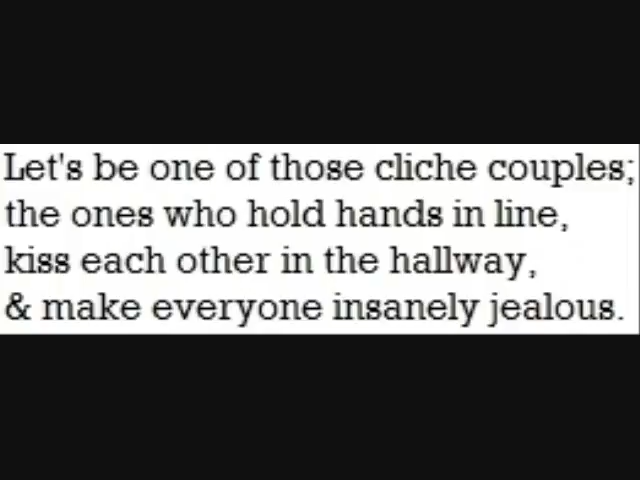 Let's be one of those cliche couples;
the ones who hold hands in line,
kiss each other in the hallway,
& make everyone insanely jealous.